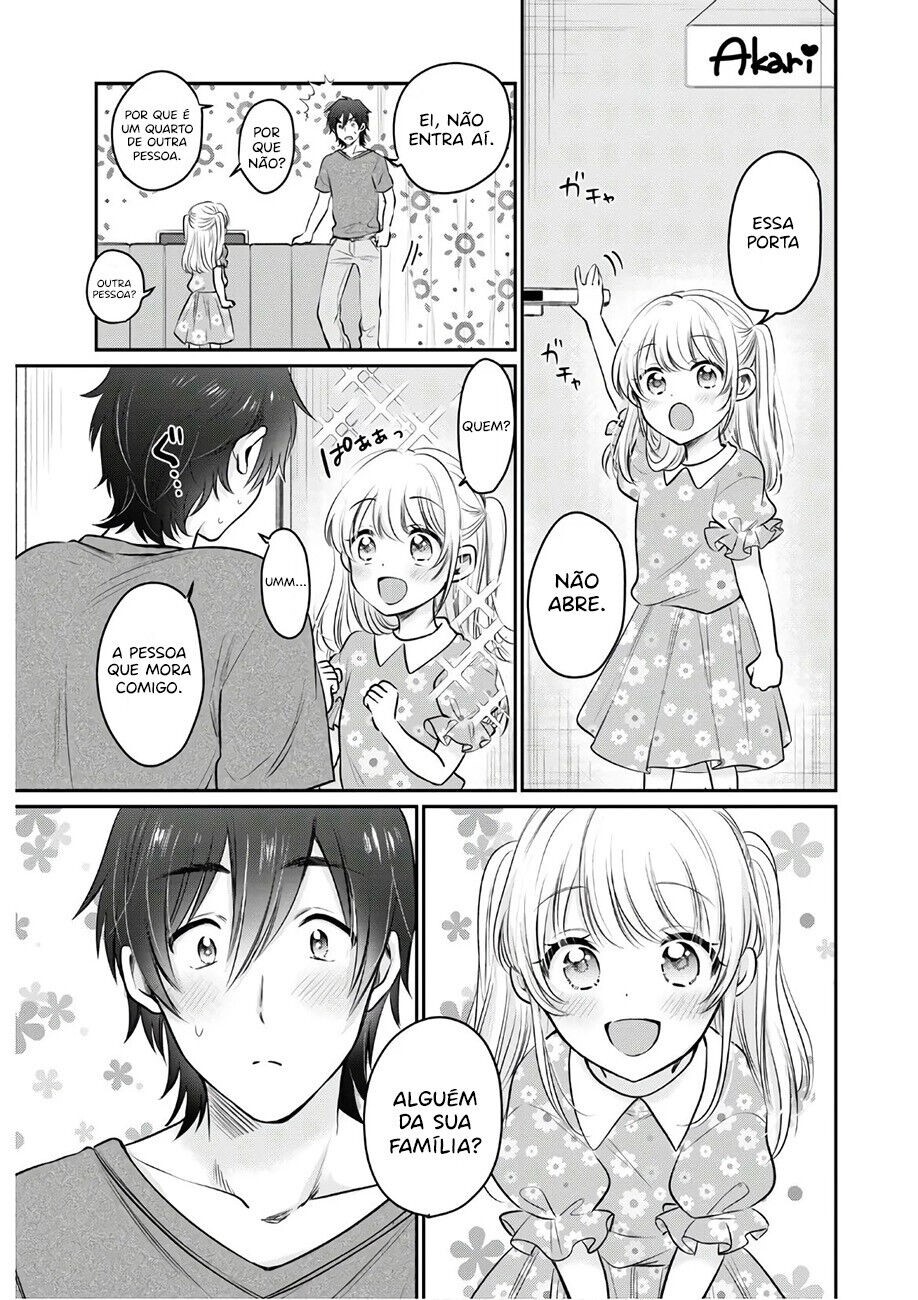 Akari
ESSA
PORTA
ガチャ
ガチャ
NÃO
ABRE.
EI, NÃO
ENTRA AÍ.
POR
QUE
NÃO?
POR QUE É
UM QUARTO
DE OUTRA
PESSOA.
OUTRA
PESSOA?
QUEM?
ぱぁぁっ
UMM...
A PESSOA
QUE MORA
COMIGO.
ALGUÉM
DA SUA
FAMÍLIA?